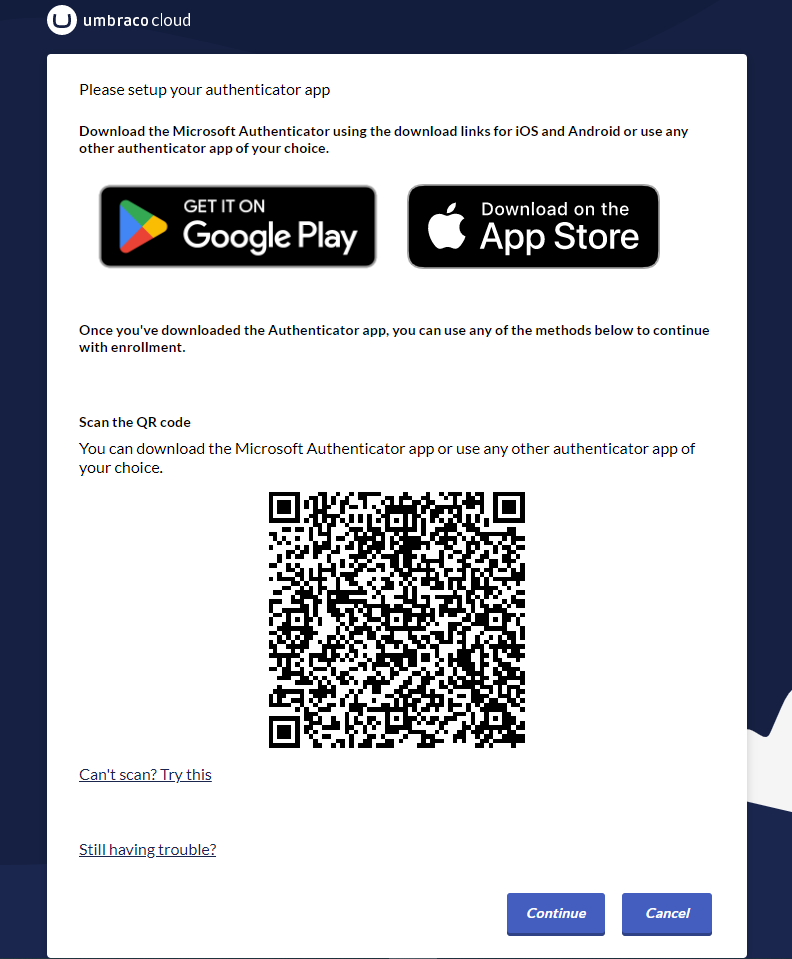 umbraco cloud
Please setup your authenticator app
Download the Microsoft Authenticator using the download links for iOS and Android or use any
other authenticator app of your choice.
GET IT ON
Google Play
Download on the
App Store
Once you've downloaded the Authenticator app, you can use any of the methods below to continue
with enrollment.
Scan the QR code
You can download the Microsoft Authenticator app or use any other authenticator app of
your choice.
Can't scan? Try this
Still having trouble?
Continue
Cancel